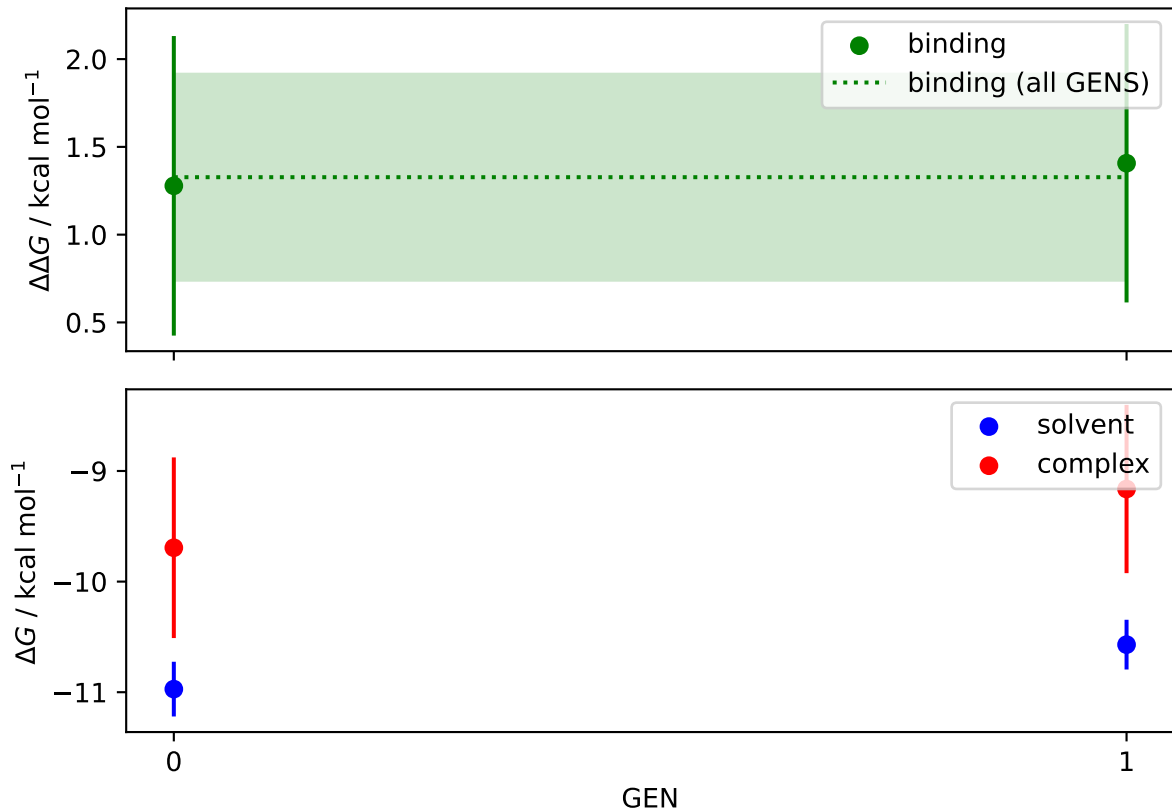 ΔΔG / kcal mol⁻¹
2.0
1.5
1.0
0.5
binding
binding (all GENS)
ΔG / kcal mol⁻¹
−9
−10
−11
solvent
complex
0
1
GEN